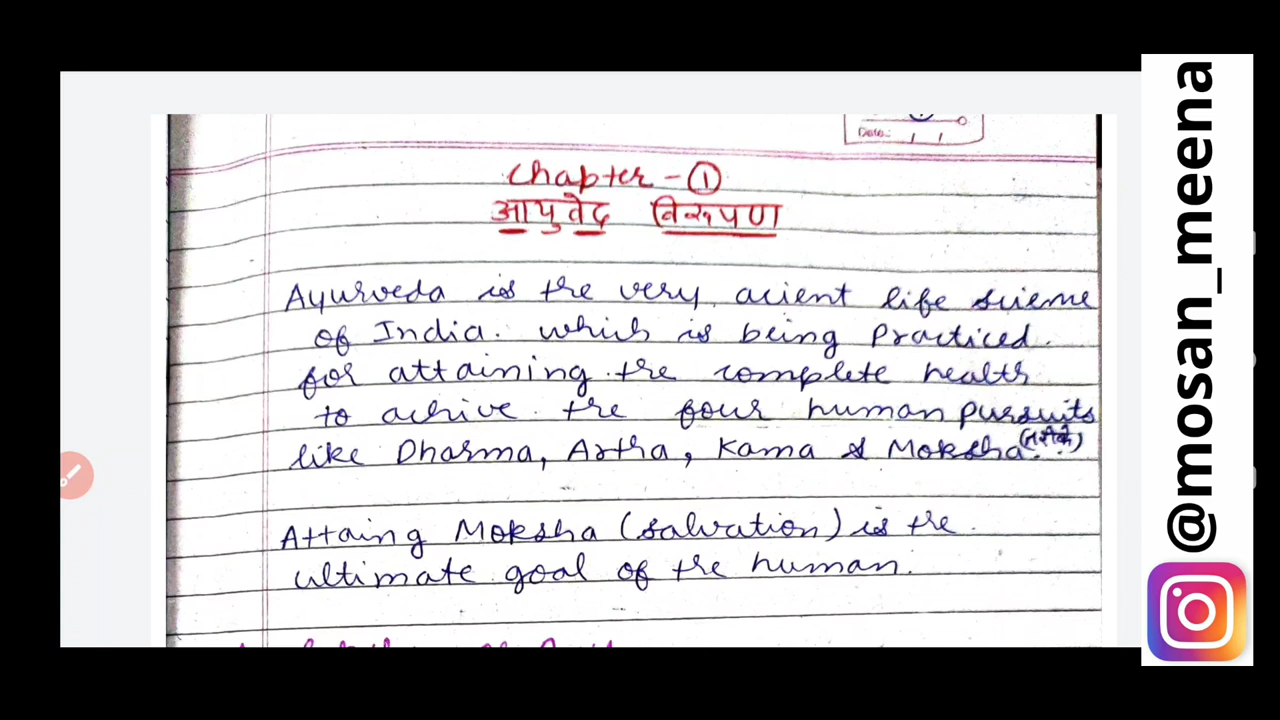 Date:
Chapter - ①
आयुर्वेद निरूपण
Ayurveda is the very acient life science
of India. which is being practiced.
for attaining the complete health
to achive the four human pursuits
like Dharma, Artha, Kama & Moksha.
Attaing Moksha (salvation) is the.
ultimate goal of the human.
@mosan_meena